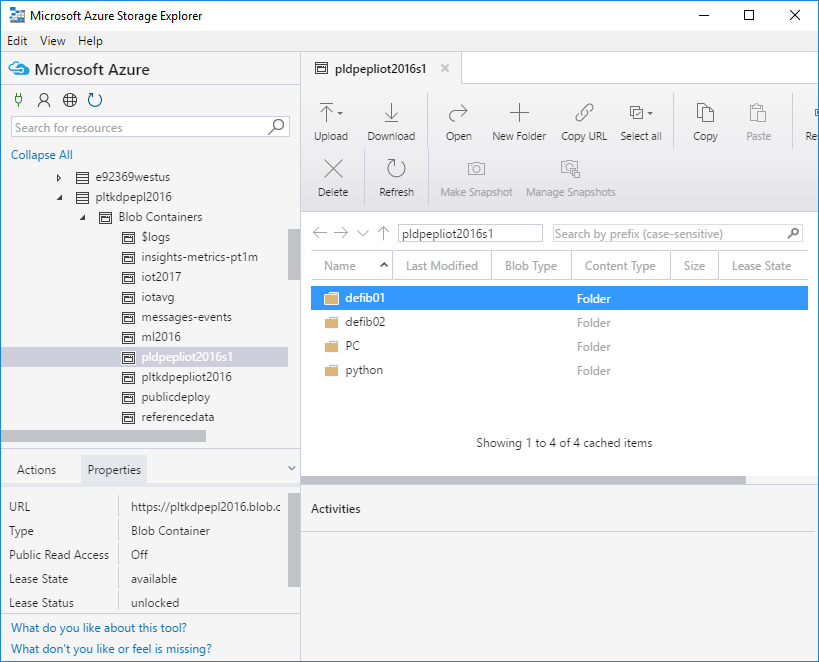 Microsoft Azure Storage Explorer
Edit View Help
Microsoft Azure
Search for resources
Collapse All
e92369westus
pltkdpepl2016
Blob Containers
$logs
insights-metrics-pt1m
iot2017
iotavg
messages-events
ml2016
pldpepliot2016s1
pltkdpepliot2016
publicdeploy
referencedata
Actions Properties
URL https://pltkdpepl2016.blob.c
Type Blob Container
Public Read Access Off
Lease State available
Lease Status unlocked
What do you like about this tool?
What don't you like or feel is missing?
pldpepliot2016s1
Upload Download Open New Folder Copy URL Select all Copy Paste
Delete Refresh Make Snapshot Manage Snapshots
pldpepliot2016s1 Search by prefix (case-sensitive)
Name Last Modified Blob Type Content Type Size Lease State
defib01 Folder
defib02 Folder
PC Folder
python Folder
Showing 1 to 4 of 4 cached items
Activities